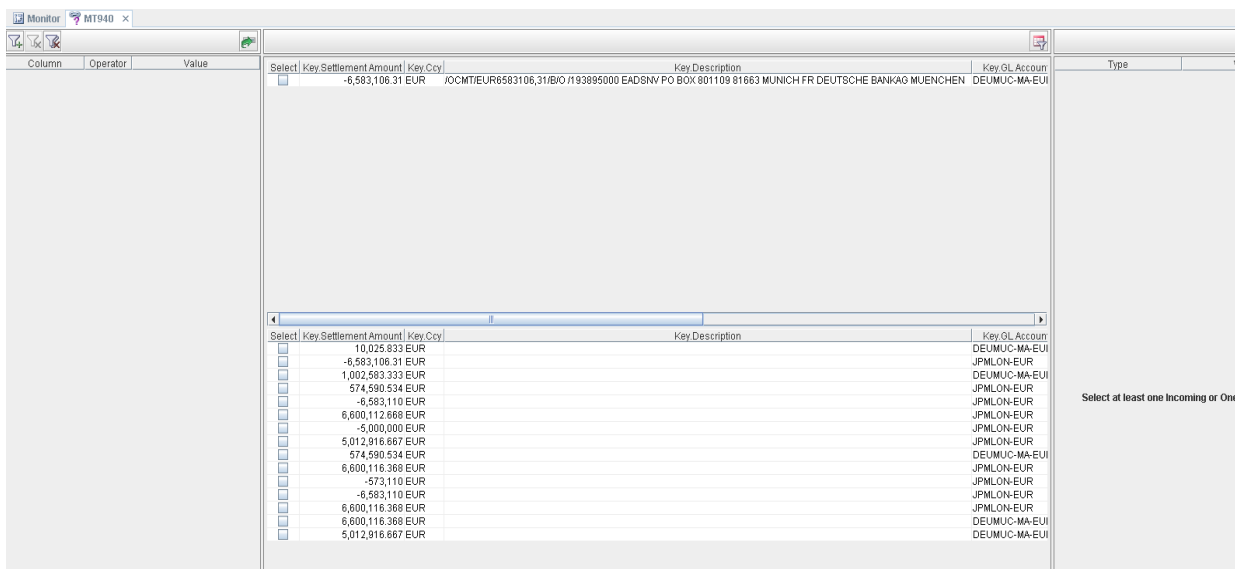 Monitor MT940 ×
Column Operator Value
Select Key.Settlement Amount Key.Ccy Key.Description Key.GL Accoun
-6,583,106.31 EUR /OCMT/EUR6583106,31/B/O /193895000 EADSNV PO BOX 801109 81663 MUNICH FR DEUTSCHE BANKAG MUENCHEN DEUMUC-MA-EUI
Type
Select Key.Settlement Amount Key.Ccy Key.Description Key.GL Accoun
10,025.833 EUR DEUMUC-MA-EUI
-6,583,106.31 EUR JPMLON-EUR
1,002,583.333 EUR DEUMUC-MA-EUI
574,590.534 EUR JPMLON-EUR
-6,583,110 EUR JPMLON-EUR
6,600,112.668 EUR JPMLON-EUR
-5,000,000 EUR JPMLON-EUR
5,012,916.667 EUR JPMLON-EUR
574,590.534 EUR DEUMUC-MA-EUI
6,600,116.368 EUR JPMLON-EUR
-573,110 EUR JPMLON-EUR
-6,583,110 EUR JPMLON-EUR
6,600,116.368 EUR JPMLON-EUR
6,600,116.368 EUR DEUMUC-MA-EUI
5,012,916.667 EUR DEUMUC-MA-EUI
Select at least one Incoming or One